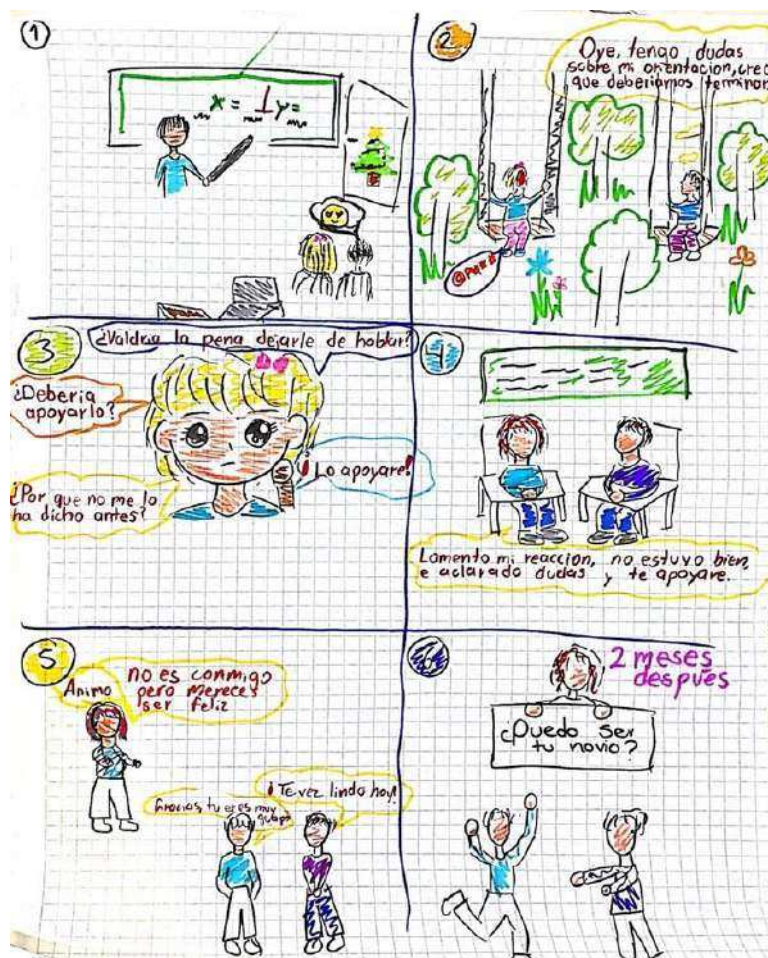 1
x = 1 y =
2
Oye, tengo dudas
sobre mi orientacion, creo
que deberiamos terminar
3
¿Valdria la pena dejarle de hablar?
¿Deberia
apoyarlo?
¡Lo apoyare!
¿Por que no me lo
ha dicho antes?
4
Lamento mi reaccion, no estuvo bien,
e aclarado dudas y te apoyare.
5
Animo
no es conmigo
pero mereces
ser feliz
¡Te vez lindo hoy!
Gracias, tu eres muy
guapo
6
2 meses
después
¿Puedo ser
tu novio?